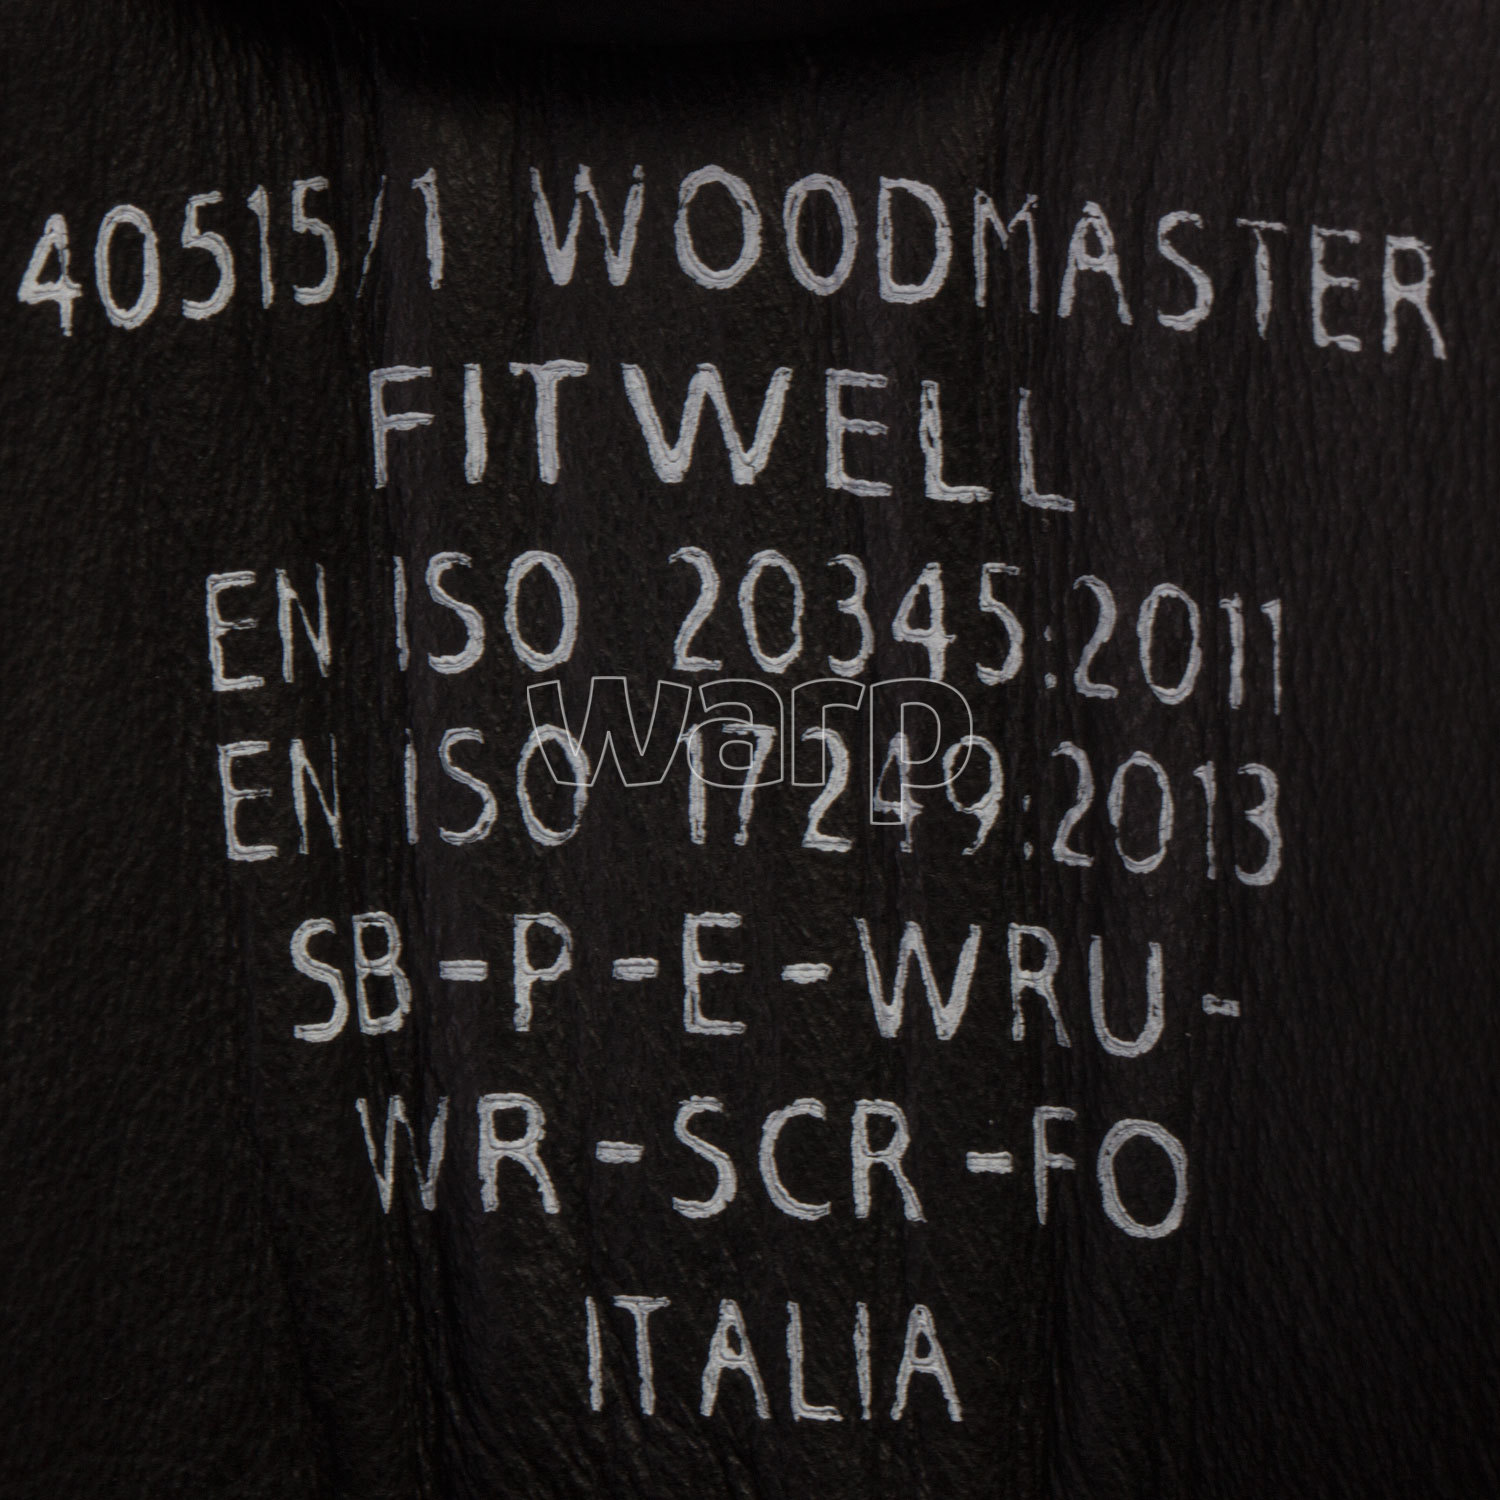 40515/1 WOODMASTER
FITWELL
EN ISO 20345:2011
warp
EN ISO 17249:2013
SB-P-E-WRU-
WR-SCR-FO
ITALIA